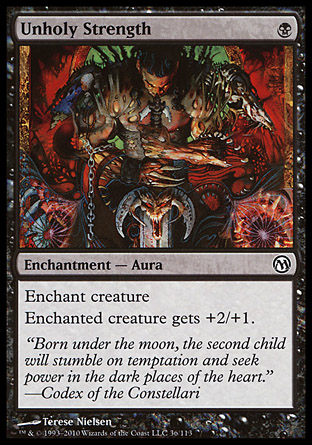 Unholy Strength
Enchantment — Aura
Enchant creature
Enchanted creature gets +2/+1.
“Born under the moon, the second child
will stumble on temptation and seek
power in the dark places of the heart.”
—Codex of the Constellari
Terese Nielsen
™ & © 1993–2010 Wizards of the Coast LLC 36/113